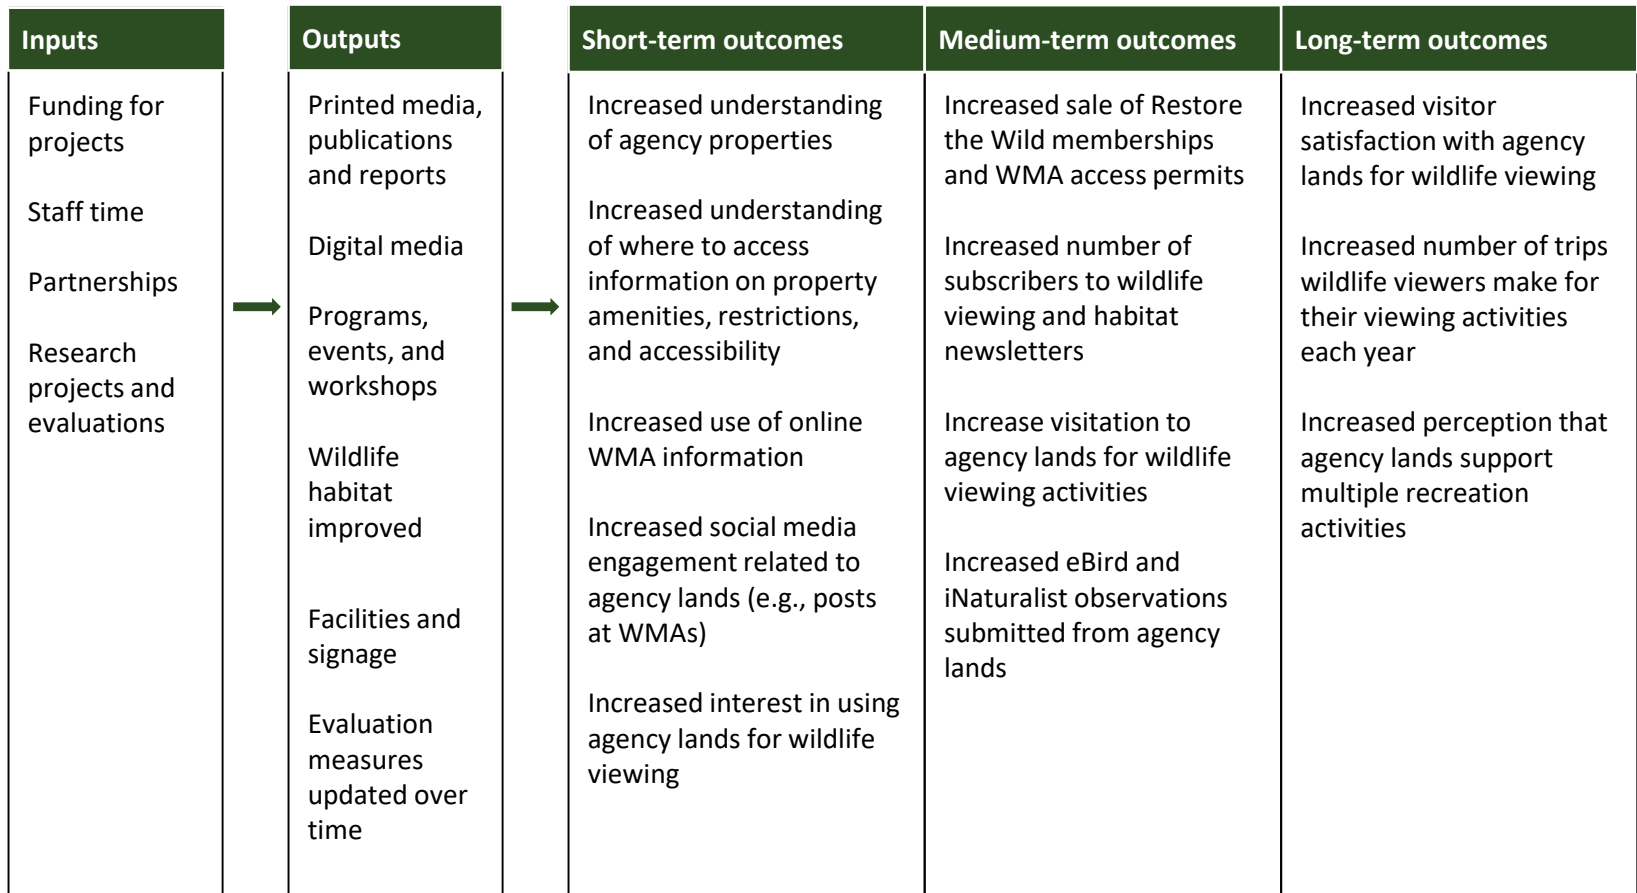 Inputs
Funding for
projects
Staff time
Partnerships
Research
projects and
evaluations
Outputs
Printed media,
publications
and reports
Digital media
Programs,
events, and
workshops
Wildlife
habitat
improved
Facilities and
signage
Evaluation
measures
updated over
time
Short-term outcomes
Increased understanding
of agency properties
Increased understanding
of where to access
information on property
amenities, restrictions,
and accessibility
Increased use of online
WMA information
Increased social media
engagement related to
agency lands (e.g., posts
at WMAs)
Increased interest in using
agency lands for wildlife
viewing
Medium-term outcomes
Increased sale of Restore
the Wild memberships
and WMA access permits
Increased number of
subscribers to wildlife
viewing and habitat
newsletters
Increase visitation to
agency lands for wildlife
viewing activities
Increased eBird and
iNaturalist observations
submitted from agency
lands
Long-term outcomes
Increased visitor
satisfaction with agency
lands for wildlife viewing
Increased number of trips
wildlife viewers make for
their viewing activities
each year
Increased perception that
agency lands support
multiple recreation
activities